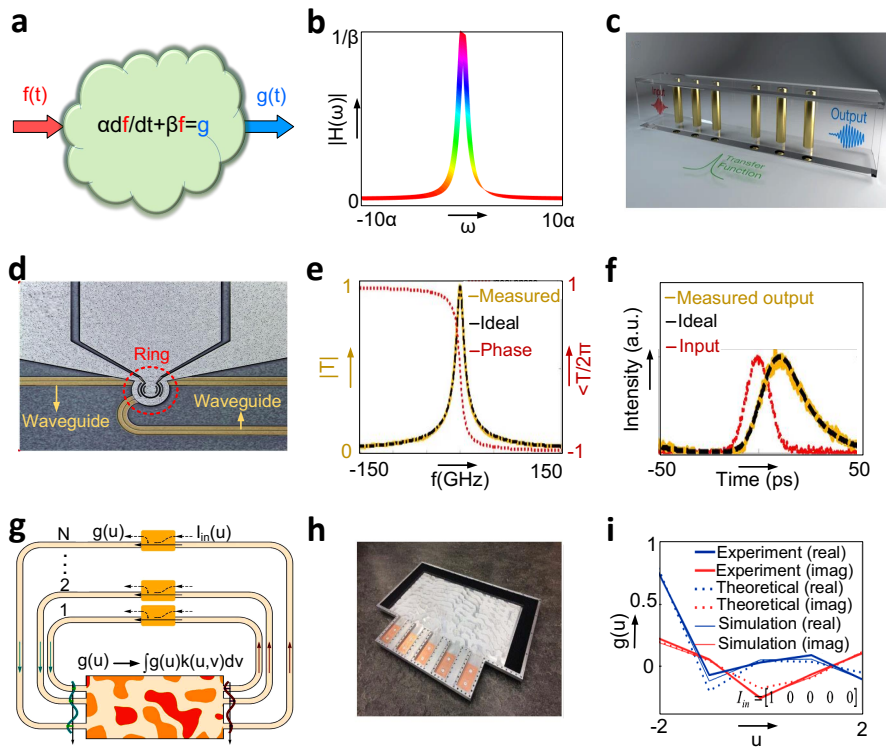 a
f(t)
αdf/dt+βf=g
g(t)
b
1/β
|H(ω)|
0
-10α
ω
10α
c
Input
Output
Transfer
Function
d
Ring
Waveguide
Waveguide
e
1
|T|
0
Measured
Ideal
Phase
1
<T/2π
-1
-150
f(GHz)
150
f
Intensity (a.u.)
Measured output
Ideal
Input
-50
Time (ps)
50
g
N
g(u)
I_in(u)
2
1
g(u) → ∫g(u)k(u,v)dv
h
i
1
g(u)
0
Experiment (real)
Experiment (imag)
Theoretical (real)
Theoretical (imag)
Simulation (real)
Simulation (imag)
I_in =[1 0 0 0 0]
-2
u
2